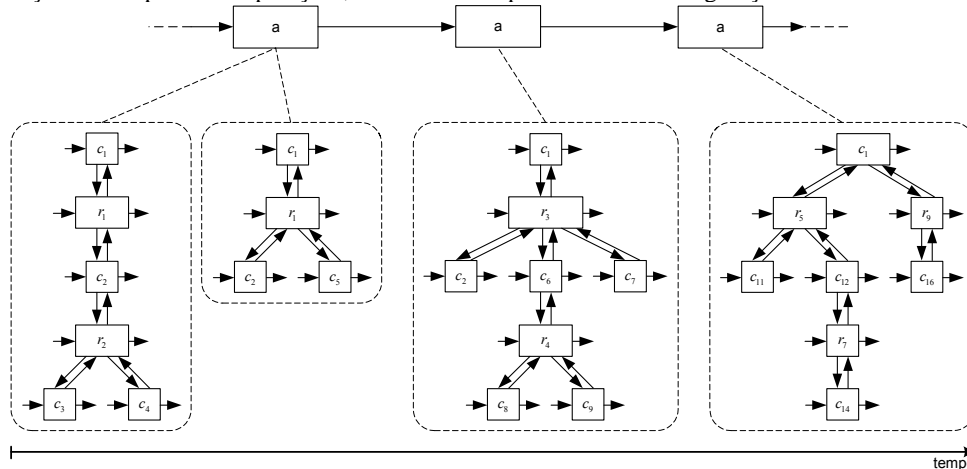 a a a
c1 c1 c1 c1
r1 r1 r3 r5 r9
c2 c2 c5 c2 c6 c7 c11 c12 c16
r2 r4 r7
c3 c4 c8 c9 c14
temp